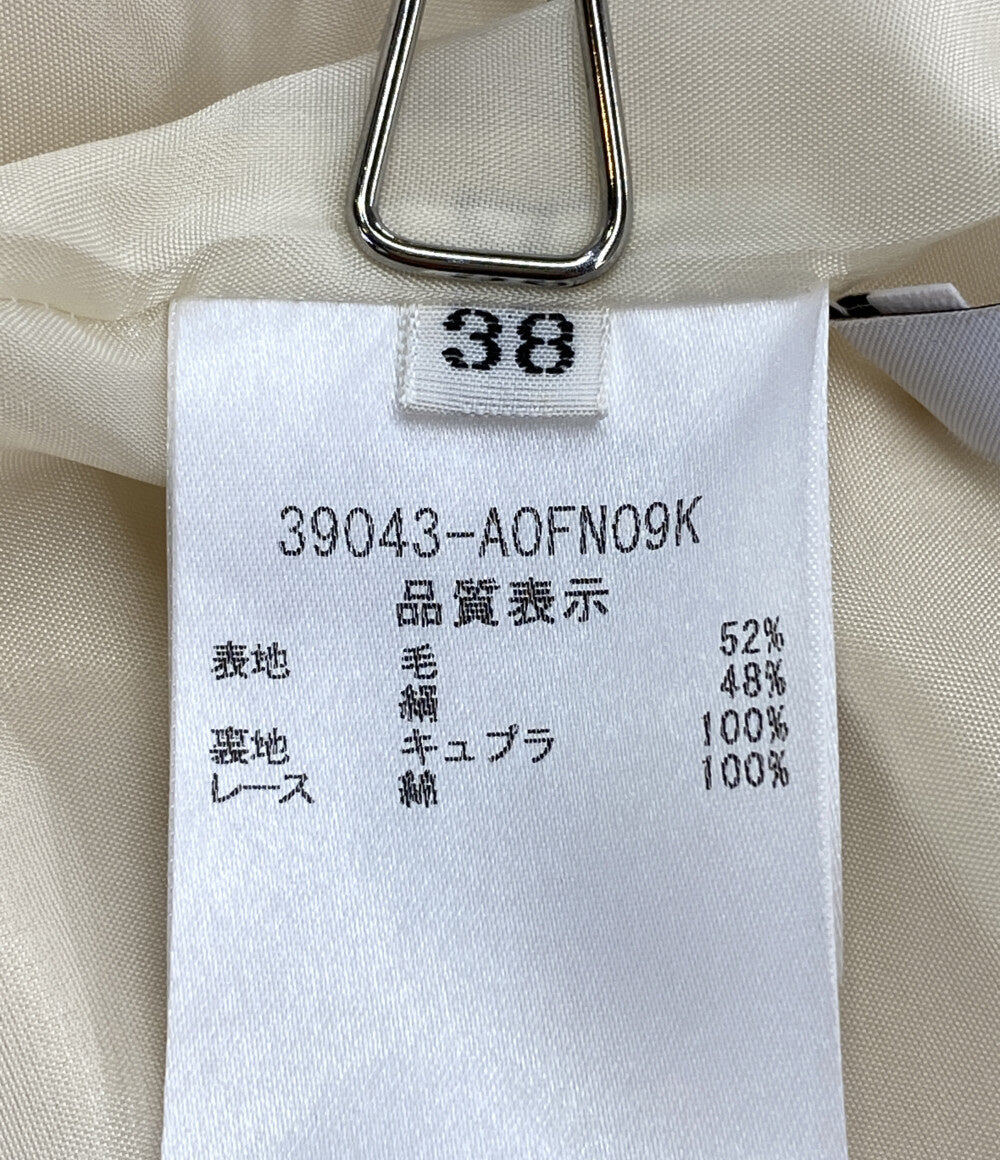 38
39043-A0FN09K
品質表示
表地 毛 52%
絹 48%
裏地 キュプラ 100%
レース 綿 100%